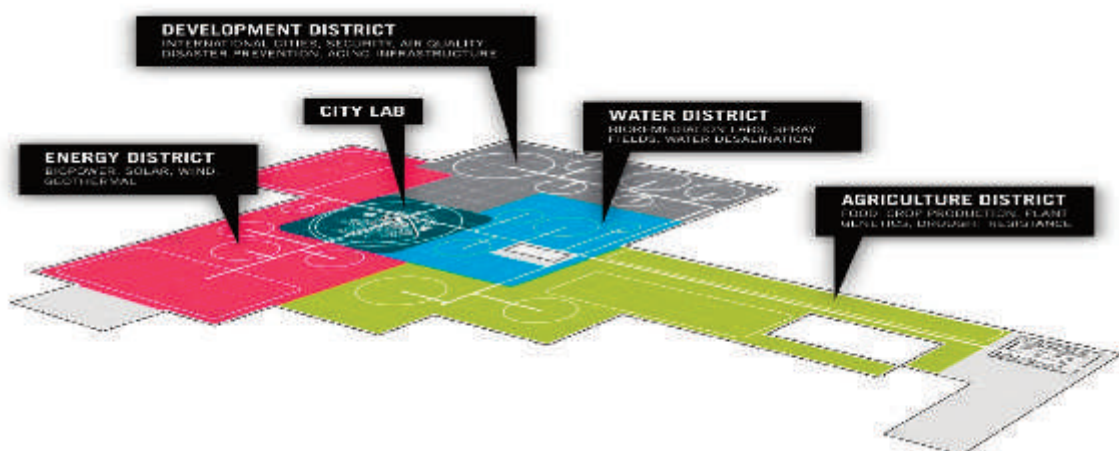 DEVELOPMENT DISTRICT
INTERNATIONAL CITIES, SECURITY, AIR QUALITY
DISASTER PREVENTION, AGING INFRASTRUCTURE
CITY LAB
WATER DISTRICT
BIOREMEDIATION LABS, SPRAY
FIELDS, WATER DESALINATION
ENERGY DISTRICT
BIOPOWER, SOLAR, WIND,
GEOTHERMAL
AGRICULTURE DISTRICT
FOOD, CROP PRODUCTION, PLANT
GENETICS, DROUGHT RESISTANCE